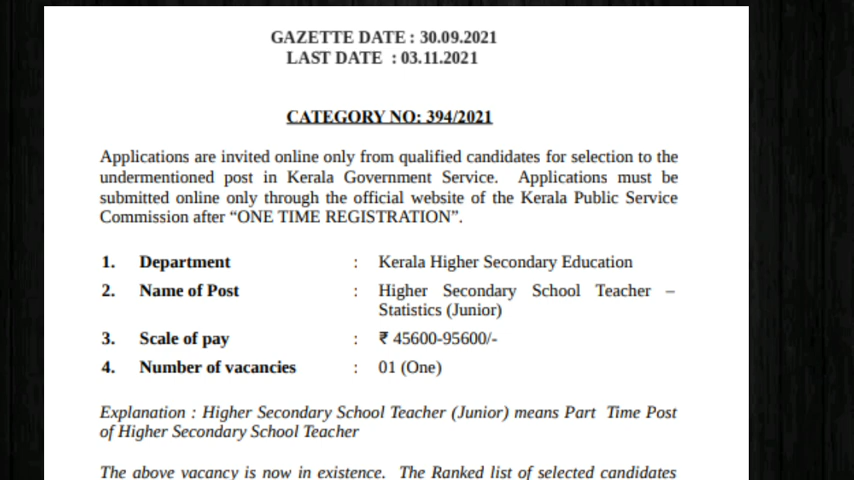 GAZETTE DATE : 30.09.2021
LAST DATE : 03.11.2021
CATEGORY NO: 394/2021
Applications are invited online only from qualified candidates for selection to the
undermentioned post in Kerala Government Service. Applications must be
submitted online only through the official website of the Kerala Public Service
Commission after “ONE TIME REGISTRATION”.
1. Department : Kerala Higher Secondary Education
2. Name of Post : Higher Secondary School Teacher –
Statistics (Junior)
3. Scale of pay : ₹ 45600-95600/-
4. Number of vacancies : 01 (One)
Explanation : Higher Secondary School Teacher (Junior) means Part Time Post
of Higher Secondary School Teacher
The above vacancy is now in existence. The Ranked list of selected candidates